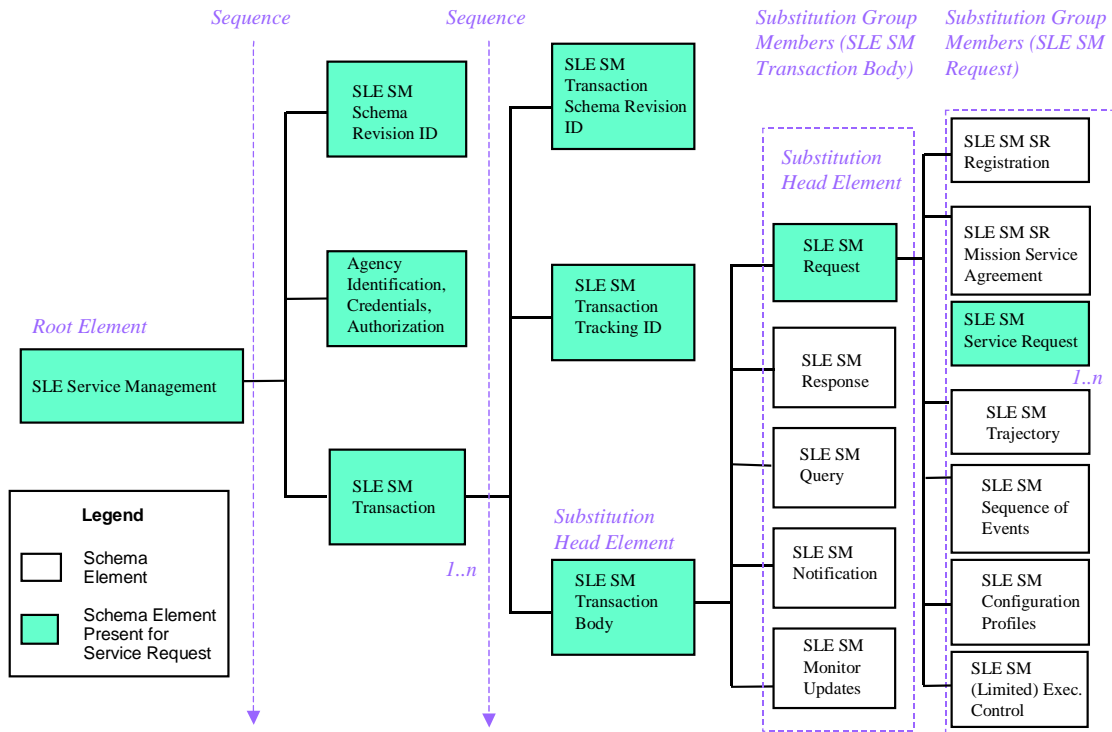 Sequence
Sequence
Substitution Group
Members (SLE SM
Transaction Body)
Substitution Group
Members (SLE SM
Request)
SLE SM
Schema
Revision ID
SLE SM
Transaction
Schema Revision
ID
Substitution
Head Element
SLE SM SR
Registration
SLE SM
Request
SLE SM SR
Mission Service
Agreement
Agency
Identification,
Credentials,
Authorization
SLE SM
Transaction
Tracking ID
SLE SM
Service Request
1..n
Root Element
SLE Service Management
SLE SM
Response
SLE SM
Trajectory
SLE SM
Transaction
1..n
SLE SM
Query
SLE SM
Sequence of
Events
Substitution
Head Element
SLE SM
Transaction
Body
SLE SM
Notification
SLE SM
Configuration
Profiles
SLE SM
Monitor
Updates
SLE SM
(Limited) Exec.
Control
Legend
Schema
Element
Schema Element
Present for
Service Request